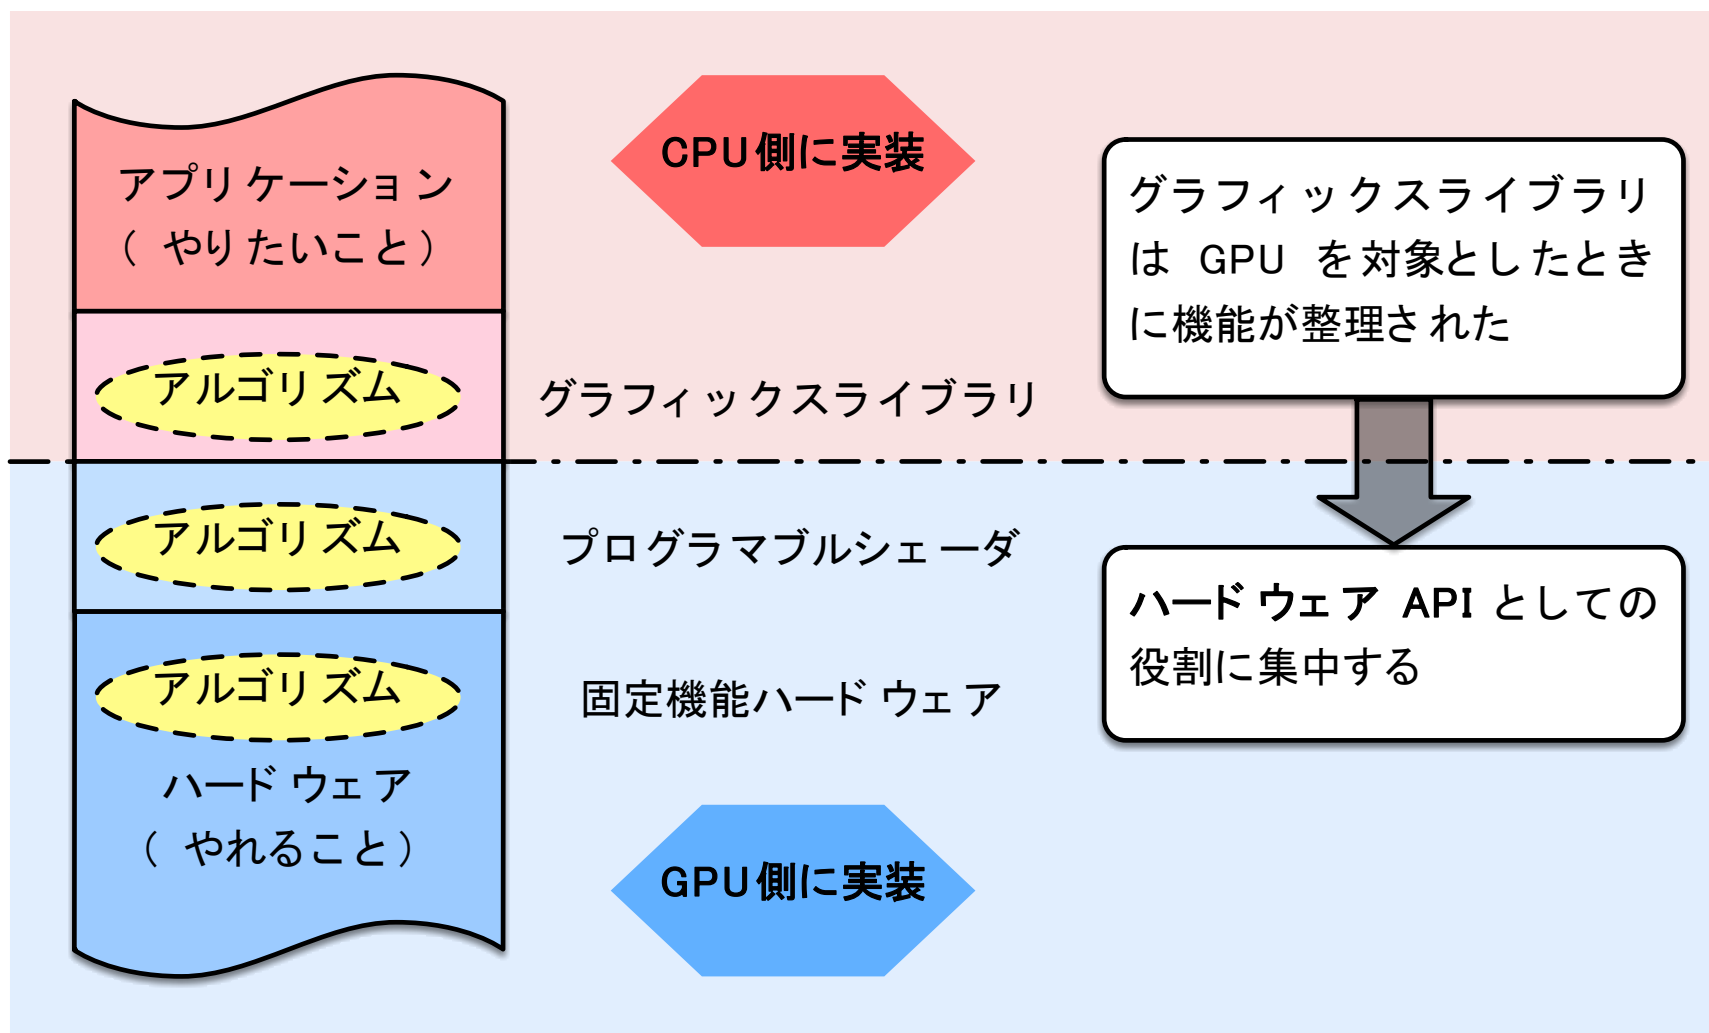 アプリケーション
（やりたいこと）
アルゴリズム
アルゴリズム
アルゴリズム
ハードウェア
（やれること）
CPU側に実装
グラフィックスライブラリ
プログラマブルシェーダ
固定機能ハードウェア
GPU側に実装
グラフィックスライブラリ
は GPU を対象としたとき
に機能が整理された
ハードウェア API としての
役割に集中する